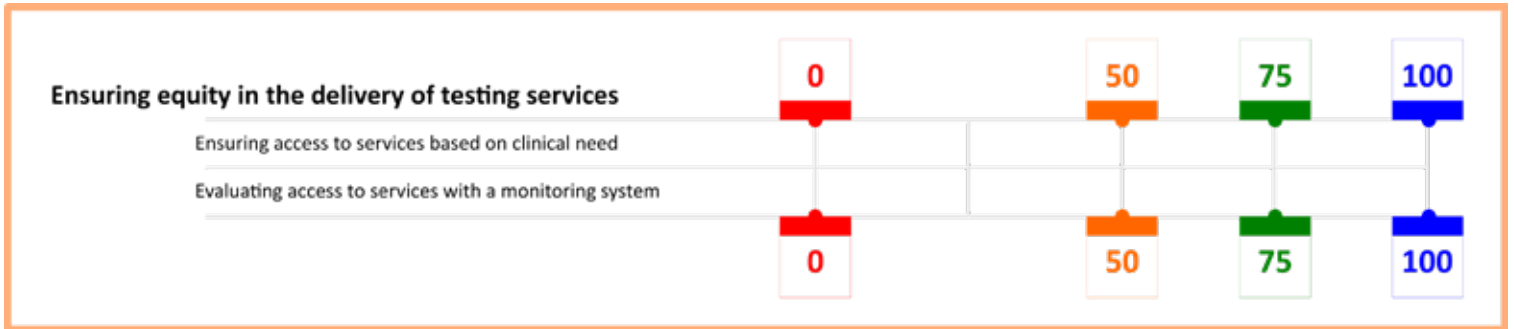 0 50 75 100
Ensuring equity in the delivery of testing services
Ensuring access to services based on clinical need
Evaluating access to services with a monitoring system
0 50 75 100